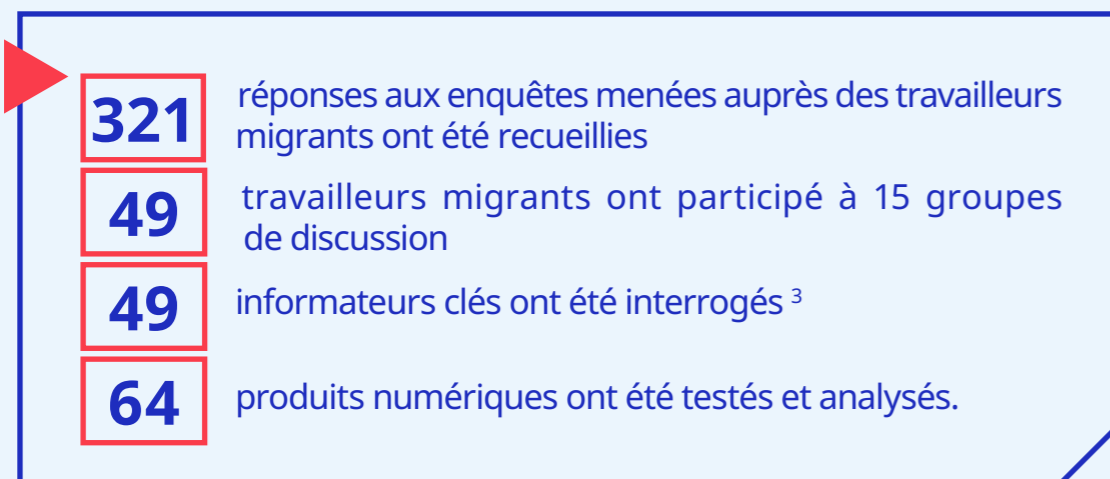 321 réponses aux enquêtes menées auprès des travailleurs
migrants ont été recueillies
49 travailleurs migrants ont participé à 15 groupes
de discussion
49 informateurs clés ont été interrogés ³
64 produits numériques ont été testés et analysés.